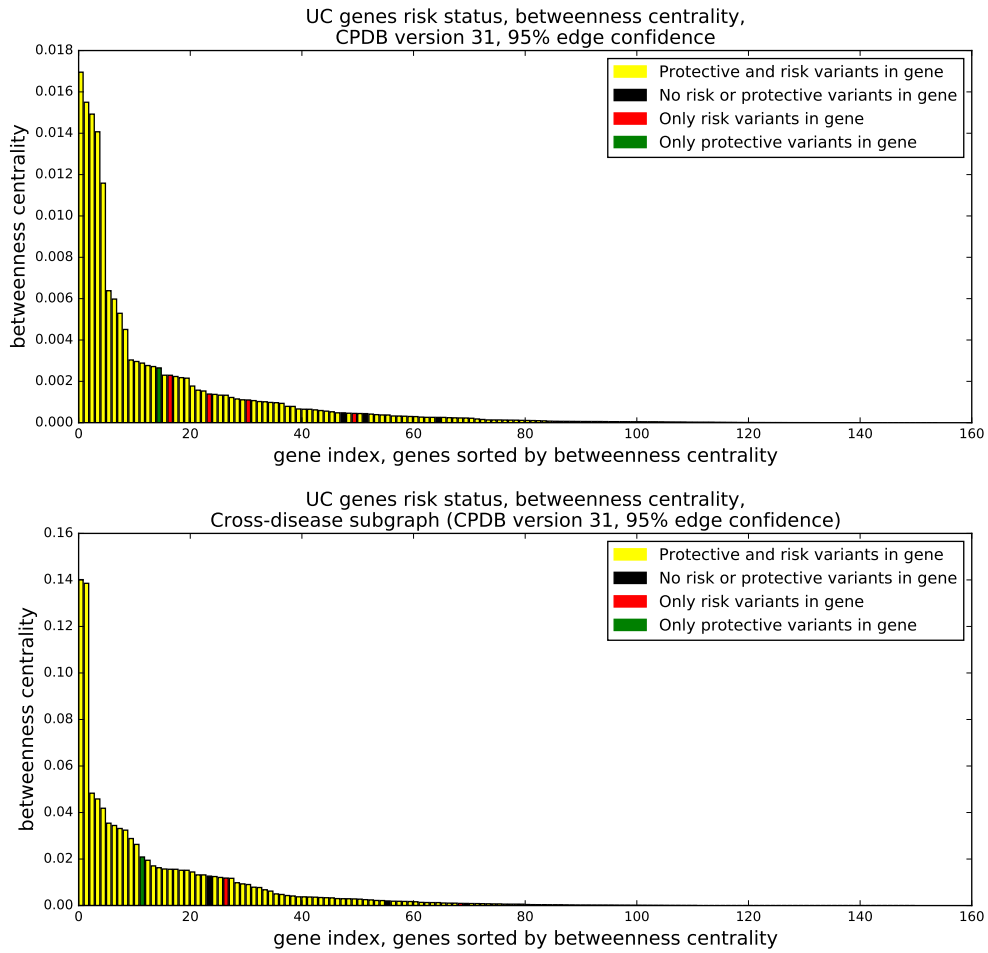 UC genes risk status, betweenness centrality,
CPDB version 31, 95% edge confidence
Protective and risk variants in gene
No risk or protective variants in gene
Only risk variants in gene
Only protective variants in gene
betweenness centrality
0.018
0.016
0.014
0.012
0.010
0.008
0.006
0.004
0.002
0.000
0 20 40 60 80 100 120 140 160
gene index, genes sorted by betweenness centrality
UC genes risk status, betweenness centrality,
Cross-disease subgraph (CPDB version 31, 95% edge confidence)
Protective and risk variants in gene
No risk or protective variants in gene
Only risk variants in gene
Only protective variants in gene
betweenness centrality
0.16
0.14
0.12
0.10
0.08
0.06
0.04
0.02
0.00
0 20 40 60 80 100 120 140 160
gene index, genes sorted by betweenness centrality